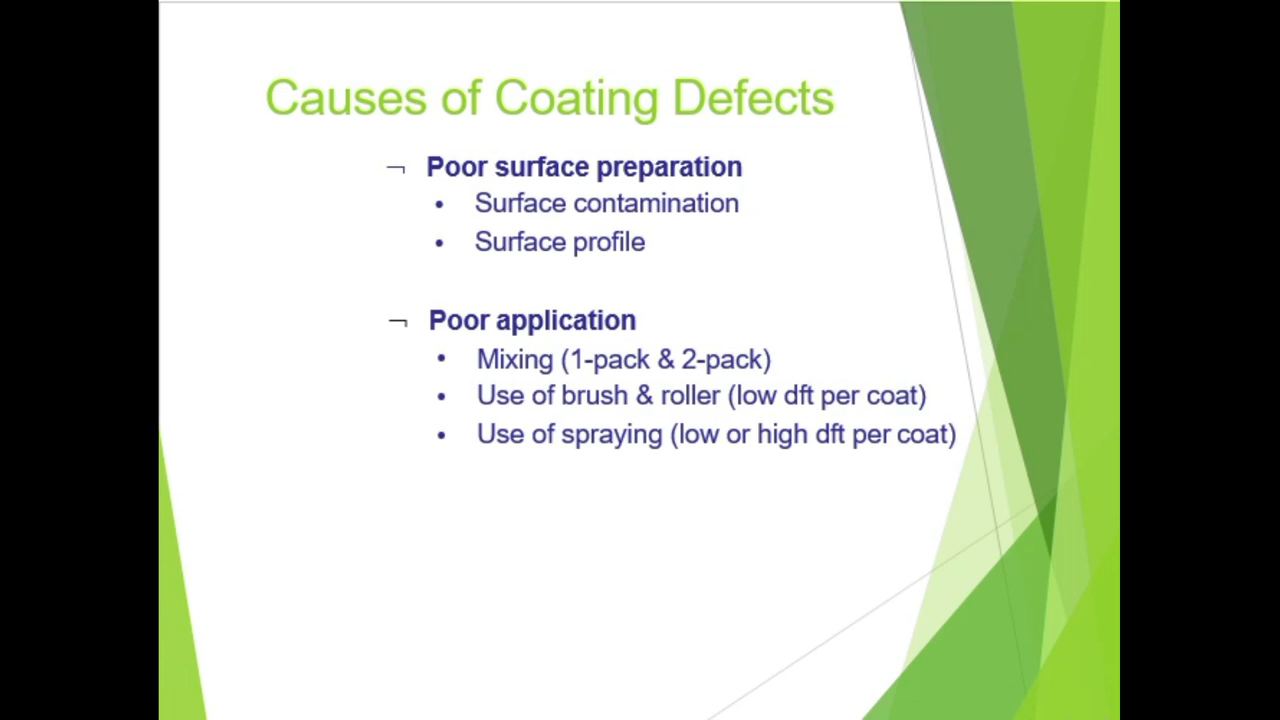 Causes of Coating Defects
¬ Poor surface preparation
• Surface contamination
• Surface profile
¬ Poor application
• Mixing (1-pack & 2-pack)
• Use of brush & roller (low dft per coat)
• Use of spraying (low or high dft per coat)